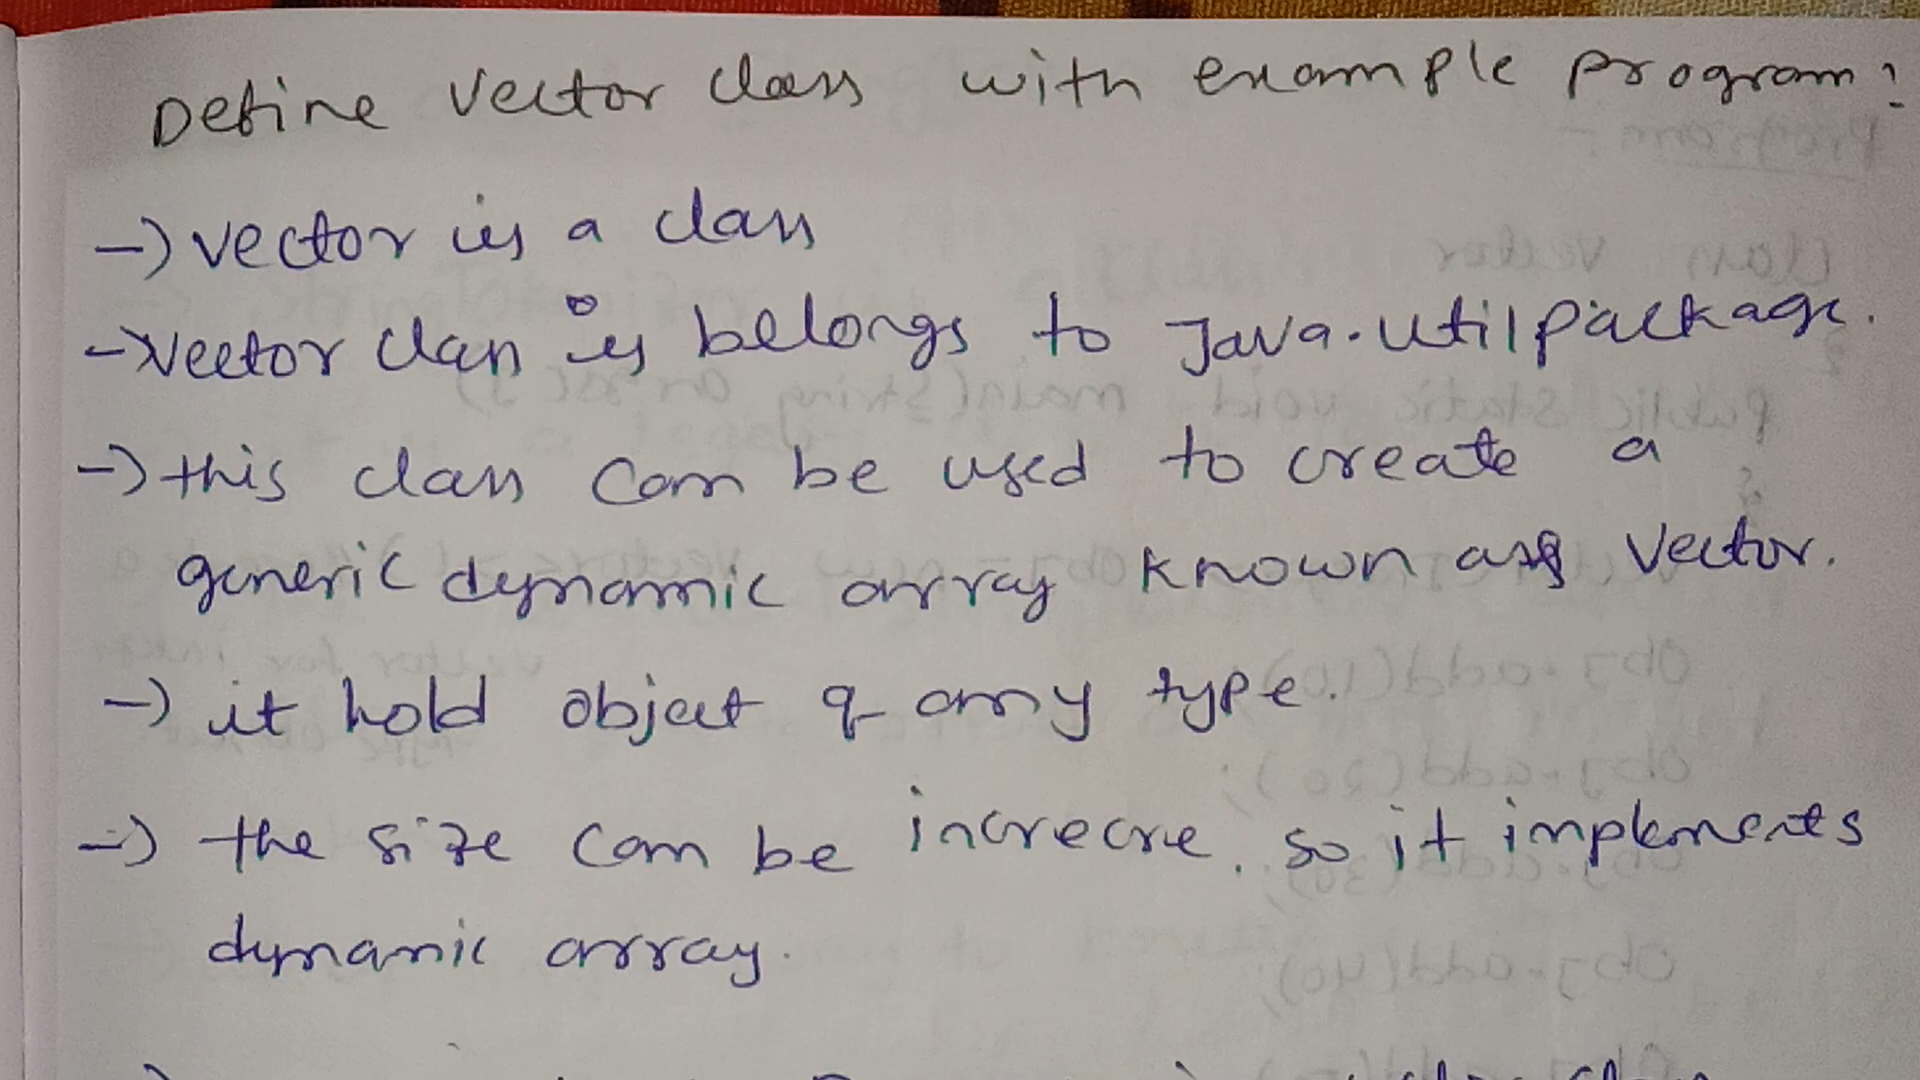 Define Vector class with example program?
-) vector is a class
-) Vector class is belongs to Java.util package.
-) this class can be used to create a
generic dynamic array known as Vector.
-) it hold object of any type.
-) the size can be increcre. so it implements
dynamic array.